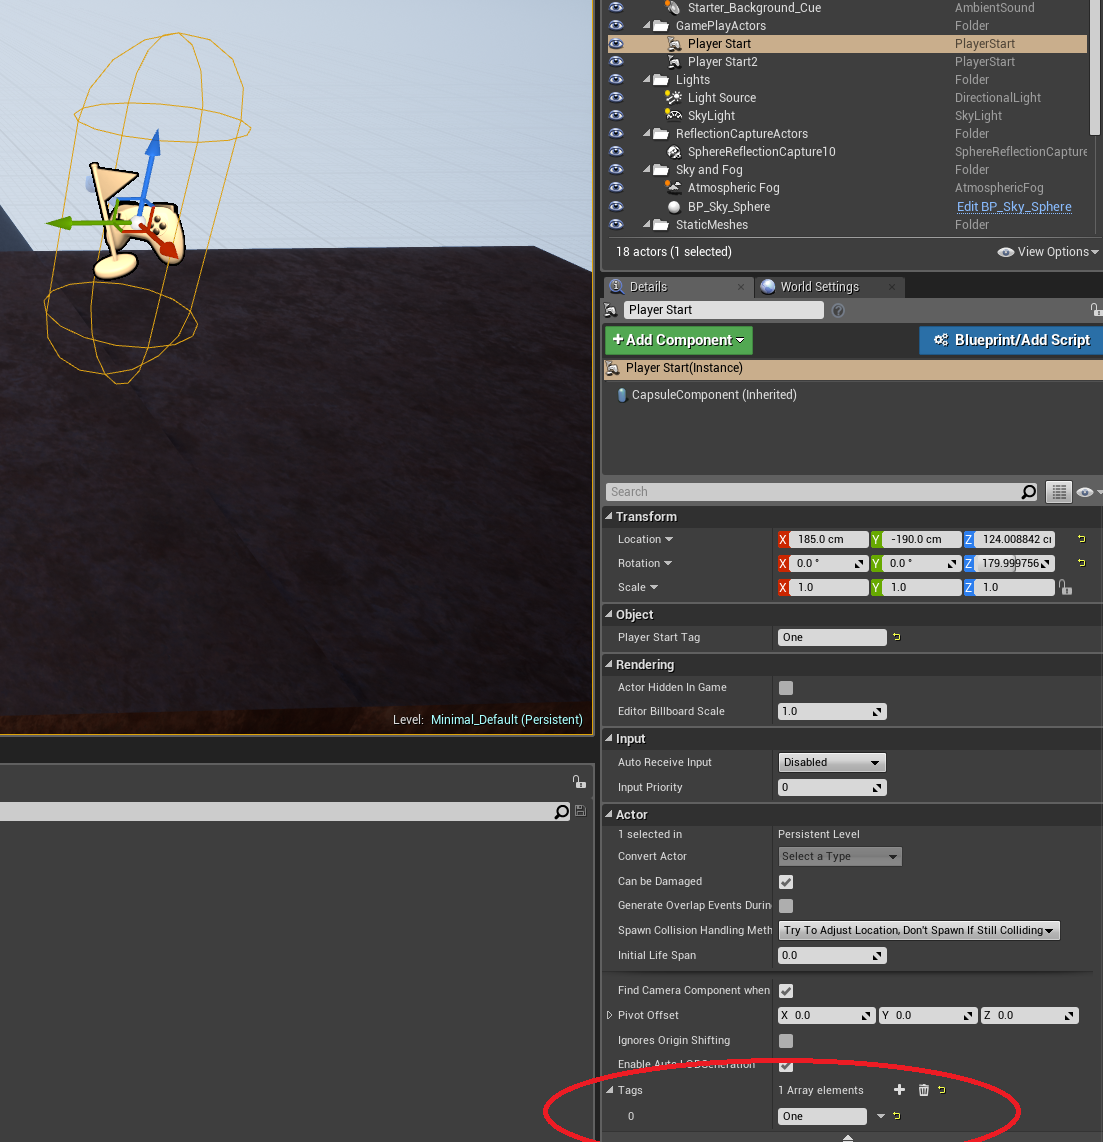 Starter_Background_Cue AmbientSound
GamePlayActors Folder
Player Start PlayerStart
Player Start2 PlayerStart
Lights Folder
Light Source DirectionalLight
SkyLight SkyLight
ReflectionCaptureActors Folder
SphereReflectionCapture10 SphereReflectionCapture
Sky and Fog Folder
Atmospheric Fog AtmosphericFog
BP_Sky_Sphere Edit BP_Sky_Sphere
StaticMeshes Folder
18 actors (1 selected) View Options
Details × World Settings ×
Player Start ?
+ Add Component Blueprint/Add Script
Player Start(Instance)
CapsuleComponent (Inherited)
Search
Transform
Location X 185.0 cm Y -190.0 cm Z 124.008842 c
Rotation X 0.0 ° Y 0.0 ° Z 179.999756
Scale X 1.0 Y 1.0 Z 1.0
Object
Player Start Tag One
Rendering
Actor Hidden In Game
Editor Billboard Scale 1.0
Level: Minimal_Default (Persistent)
Input
Auto Receive Input Disabled
Input Priority 0
Actor
1 selected in Persistent Level
Convert Actor Select a Type
Can be Damaged
Generate Overlap Events Durin
Spawn Collision Handling Meth Try To Adjust Location, Don't Spawn If Still Colliding
Initial Life Span 0.0
Find Camera Component when
Pivot Offset X 0.0 Y 0.0 Z 0.0
Ignores Origin Shifting
Enable Auto LODGeneration
Tags 1 Array elements
0 One